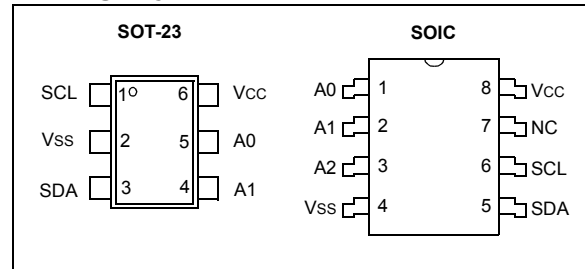 SOT-23
SOIC
SCL 1 6 VCC
VSS 2 5 A0
SDA 3 4 A1
A0 1 8 VCC
A1 2 7 NC
A2 3 6 SCL
VSS 4 5 SDA